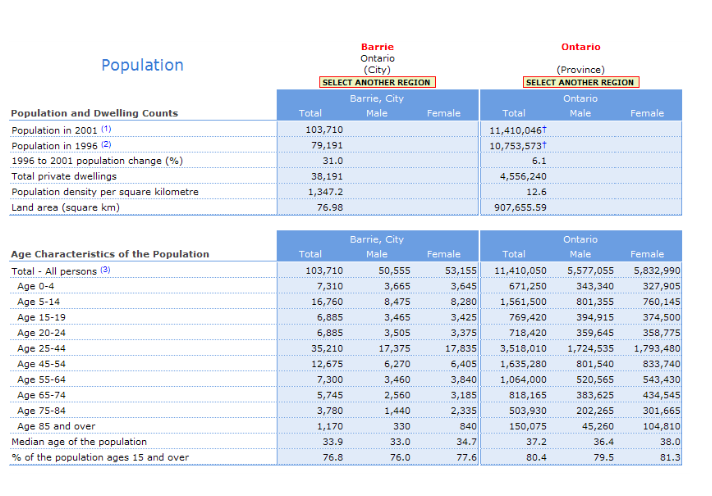 Population
Barrie
Ontario
(City)
SELECT ANOTHER REGION
Ontario
(Province)
SELECT ANOTHER REGION
Population and Dwelling Counts
Barrie, City
Ontario
Total Male Female Total Male Female
Population in 2001 (1) 103,710 11,410,046†
Population in 1996 (2) 79,191 10,753,573†
1996 to 2001 population change (%) 31.0 6.1
Total private dwellings 38,191 4,556,240
Population density per square kilometre 1,347.2 12.6
Land area (square km) 76.98 907,655.59
Age Characteristics of the Population
Barrie, City
Ontario
Total Male Female Total Male Female
Total - All persons (3) 103,710 50,555 53,155 11,410,050 5,577,055 5,832,990
Age 0-4 7,310 3,665 3,645 671,250 343,340 327,905
Age 5-14 16,760 8,475 8,280 1,561,500 801,355 760,145
Age 15-19 6,885 3,465 3,425 769,420 394,915 374,500
Age 20-24 6,885 3,505 3,375 718,420 359,645 358,775
Age 25-44 35,210 17,375 17,835 3,518,010 1,724,535 1,793,480
Age 45-54 12,675 6,270 6,405 1,635,280 801,540 833,740
Age 55-64 7,300 3,460 3,840 1,064,000 520,565 543,430
Age 65-74 5,745 2,560 3,185 818,165 383,625 434,545
Age 75-84 3,780 1,440 2,335 503,930 202,265 301,665
Age 85 and over 1,170 330 840 150,075 45,260 104,810
Median age of the population 33.9 33.0 34.7 37.2 36.4 38.0
% of the population ages 15 and over 76.8 76.0 77.6 80.4 79.5 81.3